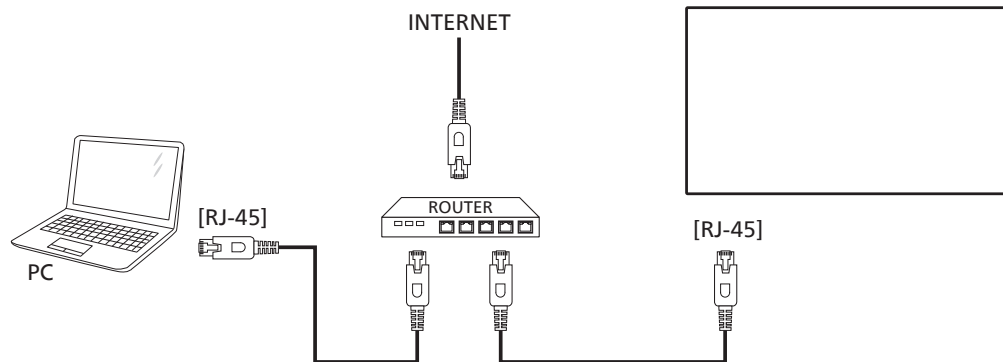 INTERNET
ROUTER
[RJ-45]
[RJ-45]
PC